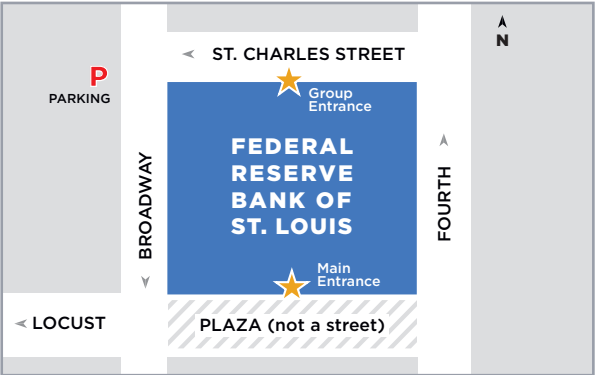 ST. CHARLES STREET
N
P
PARKING
Group
Entrance
FEDERAL
RESERVE
BANK OF
ST. LOUIS
BROADWAY
FOURTH
Main
Entrance
LOCUST
PLAZA (not a street)